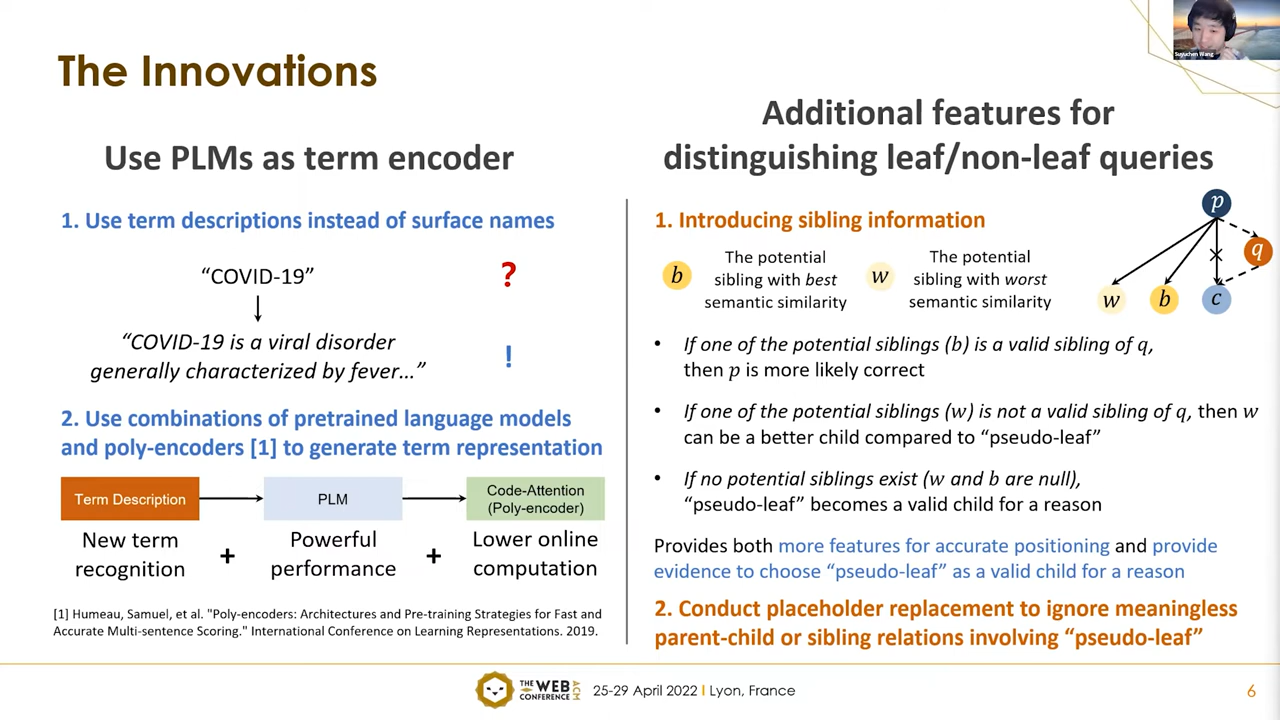 Suyuchen Wang
The Innovations
Use PLMs as term encoder
1. Use term descriptions instead of surface names
“COVID-19”
?
“COVID-19 is a viral disorder
generally characterized by fever…”
!
2. Use combinations of pretrained language models
and poly-encoders [1] to generate term representation
Term Description
PLM
Code-Attention
(Poly-encoder)
New term
recognition
+
Powerful
performance
+
Lower online
computation
[1] Humeau, Samuel, et al. "Poly-encoders: Architectures and Pre-training Strategies for Fast and
Accurate Multi-sentence Scoring." International Conference on Learning Representations. 2019.
Additional features for
distinguishing leaf/non-leaf queries
1. Introducing sibling information
b
The potential
sibling with best
semantic similarity
w
The potential
sibling with worst
semantic similarity
p
q
w
b
c
• If one of the potential siblings (b) is a valid sibling of q,
then p is more likely correct
• If one of the potential siblings (w) is not a valid sibling of q, then w
can be a better child compared to “pseudo-leaf”
• If no potential siblings exist (w and b are null),
“pseudo-leaf” becomes a valid child for a reason
Provides both more features for accurate positioning and provide
evidence to choose “pseudo-leaf” as a valid child for a reason
2. Conduct placeholder replacement to ignore meaningless
parent-child or sibling relations involving “pseudo-leaf”
THE WEB CONFERENCE
ACM
25-29 April 2022 I Lyon, France
6